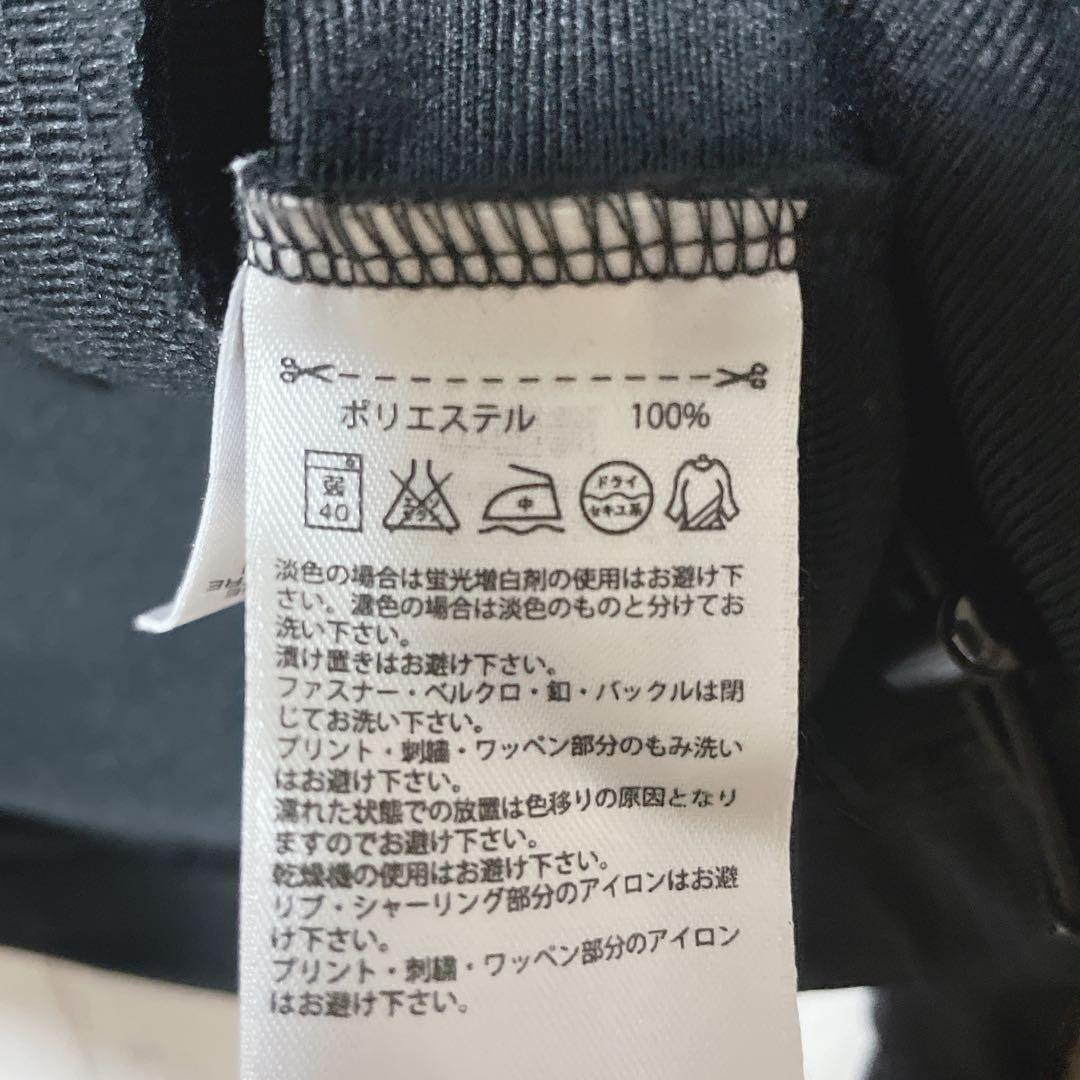 ポリエステル 100%
弱 40 エンソ サラシ 中 ドライ セキユ系
淡色の場合は蛍光増白剤の使用はお避け下
さい。濃色の場合は淡色のものと分けてお
洗い下さい。
漬け置きはお避け下さい。
ファスナー・ベルクロ・釦・バックルは閉
じてお洗い下さい。
プリント・刺繍・ワッペン部分のもみ洗い
はお避け下さい。
濡れた状態での放置は色移りの原因となり
ますのでお避け下さい。
乾燥機の使用はお避け下さい。
リブ・シャーリング部分のアイロンはお避
け下さい。
プリント・刺繍・ワッペン部分のアイロン
はお避け下さい。